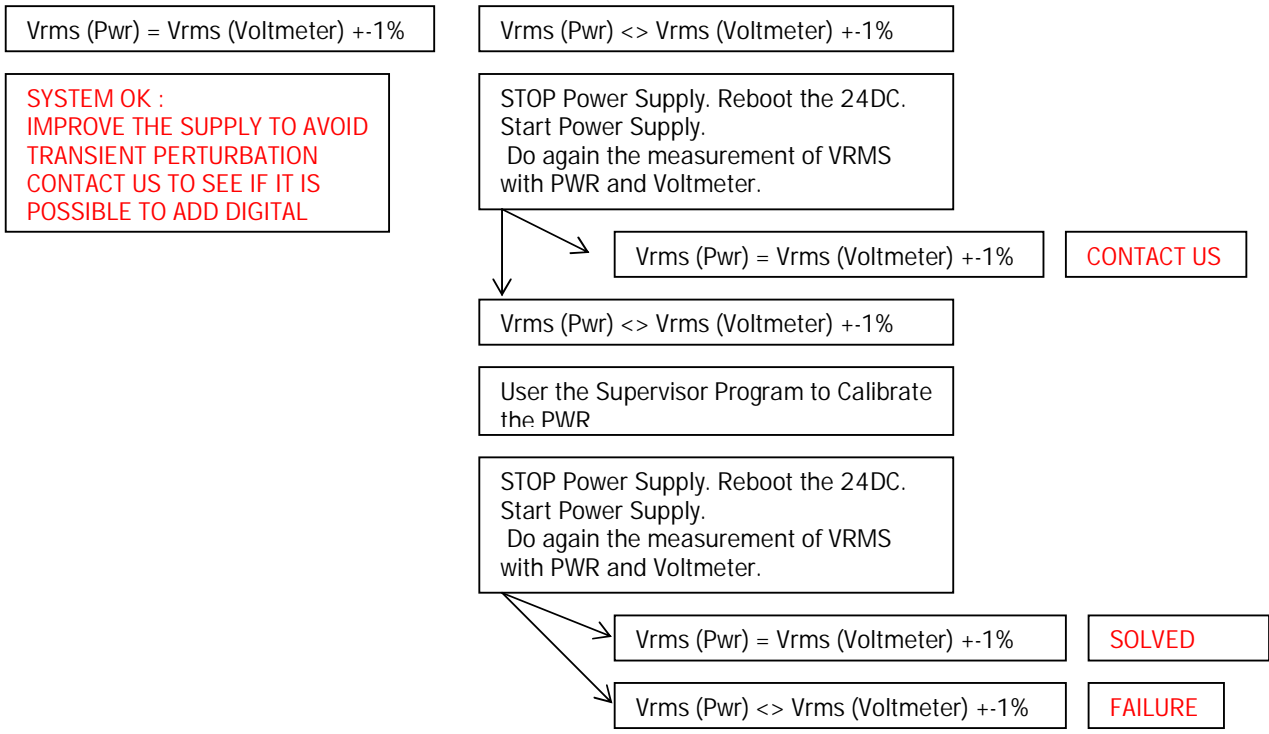 Vrms (Pwr) = Vrms (Voltmeter) +-1%
Vrms (Pwr) <> Vrms (Voltmeter) +-1%
SYSTEM OK :
IMPROVE THE SUPPLY TO AVOID
TRANSIENT PERTURBATION
CONTACT US TO SEE IF IT IS
POSSIBLE TO ADD DIGITAL
STOP Power Supply. Reboot the 24DC.
Start Power Supply.
Do again the measurement of VRMS
with PWR and Voltmeter.
Vrms (Pwr) = Vrms (Voltmeter) +-1%
CONTACT US
Vrms (Pwr) <> Vrms (Voltmeter) +-1%
User the Supervisor Program to Calibrate
the PWR
STOP Power Supply. Reboot the 24DC.
Start Power Supply.
Do again the measurement of VRMS
with PWR and Voltmeter.
Vrms (Pwr) = Vrms (Voltmeter) +-1%
SOLVED
Vrms (Pwr) <> Vrms (Voltmeter) +-1%
FAILURE